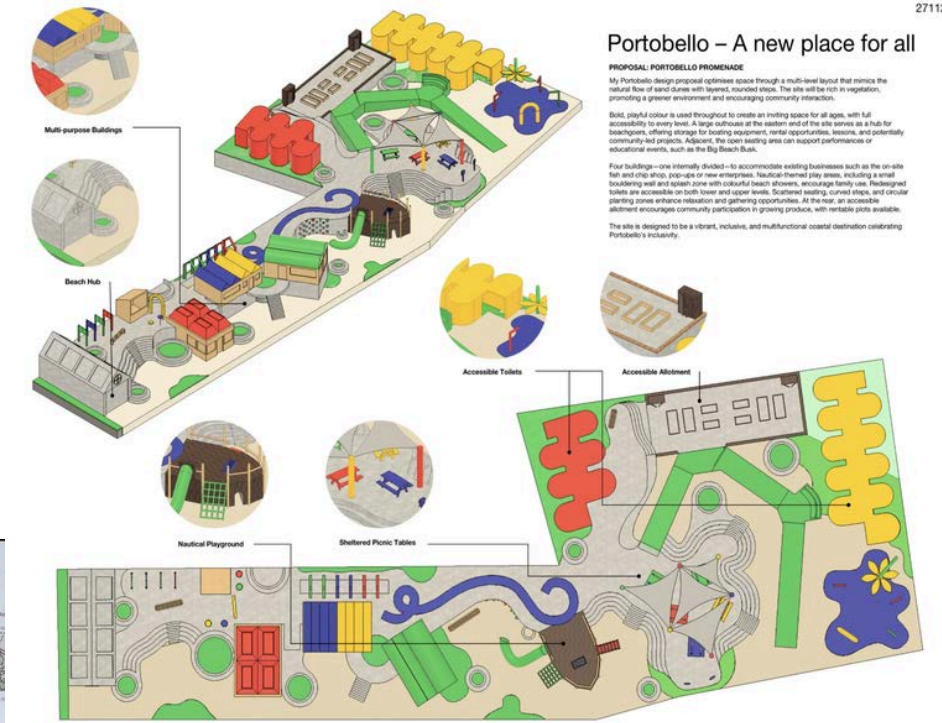 27112
Portobello – A new place for all
PROPOSAL: PORTOBELLO PROMENADE
My Portobello design proposal optimises space through a multi-level layout that mimics the
natural flow of sand dunes with layered, rounded steps. The site will be rich in vegetation,
promoting a greener environment and encouraging community interaction.
Bold, playful colour is used throughout to create an inviting space for all ages, with full
accessibility to every level. A large outhouse at the eastern end of the site serves as a hub for
beachgoers, offering storage for boating equipment, rental opportunities, lessons, and potentially
community-led projects. Adjacent, the open seating area can support performances or
educational events, such as the Big Beach Busk.
Four buildings—one internally divided—to accommodate existing businesses such as the on-site
fish and chip shop, pop-ups or new enterprises. Nautical-themed play areas, including a small
bouldering wall and splash zone with colourful beach showers, encourage family use. Redesigned
toilets are accessible on both lower and upper levels. Scattered seating, curved steps, and circular
planting zones enhance relaxation and gathering opportunities. At the rear, an accessible
allotment encourages community participation in growing produce, with rentable plots available.
The site is designed to be a vibrant, inclusive, and multifunctional coastal destination celebrating
Portobello's inclusivity.
Multi-purpose Buildings
Beach Hub
Accessible Toilets
Accessible Allotment
Nautical Playground
Sheltered Picnic Tables